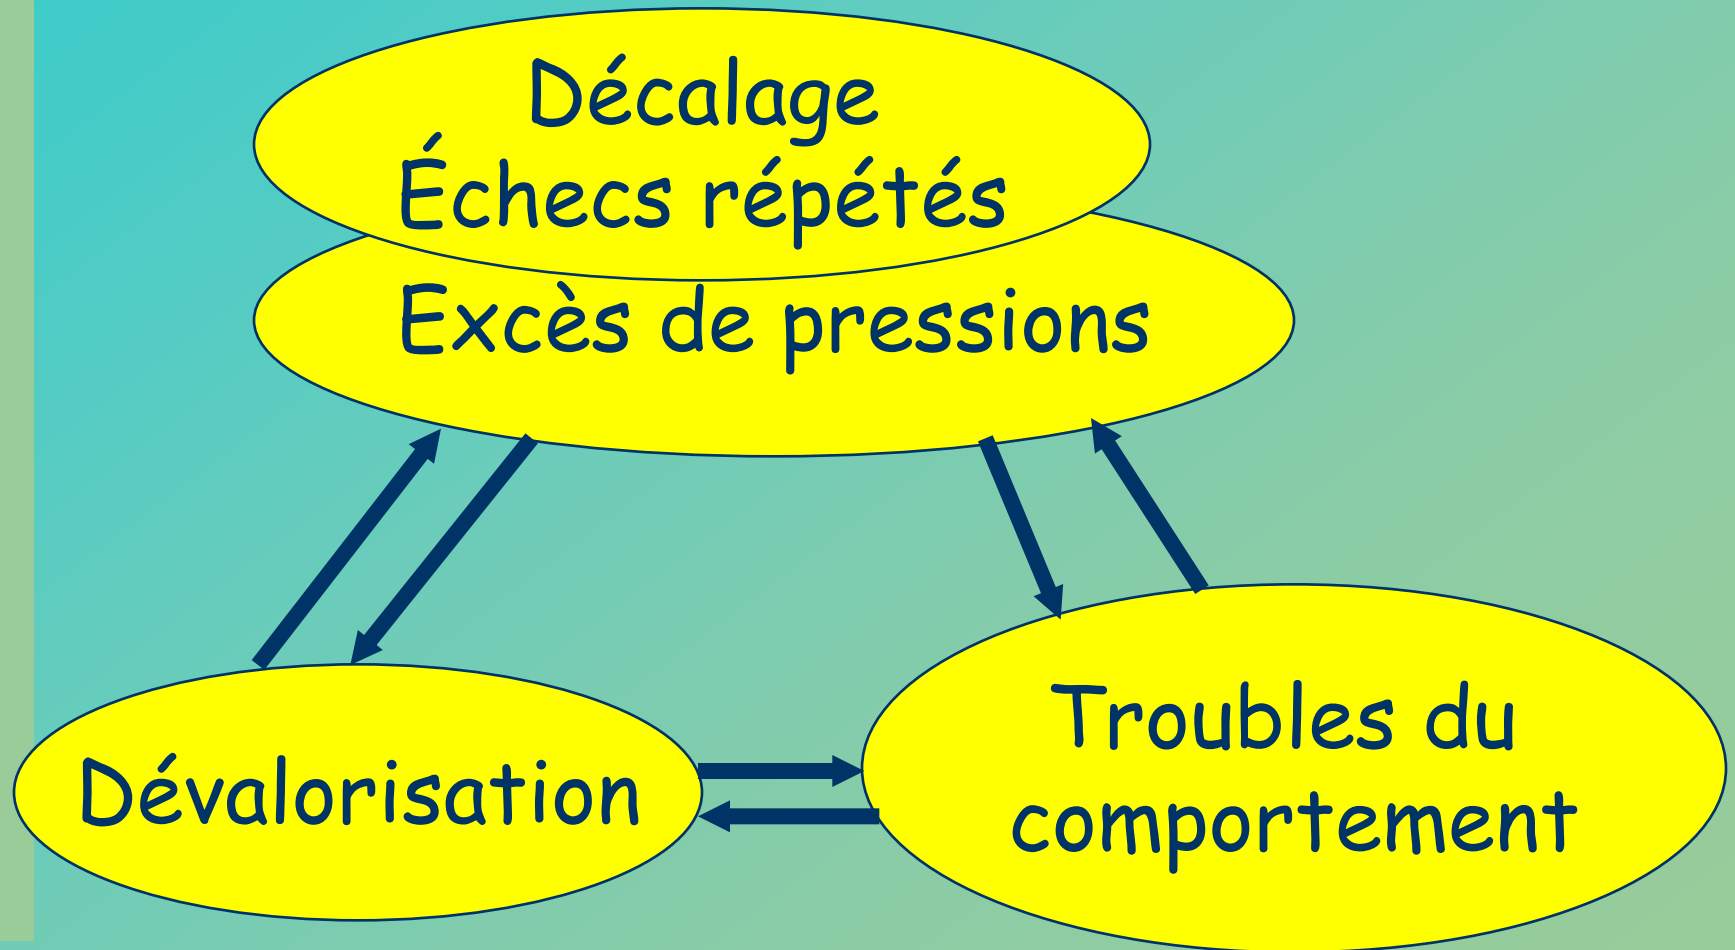 Décalage
Échecs répétés
Excès de pressions
Dévalorisation
Troubles du
comportement